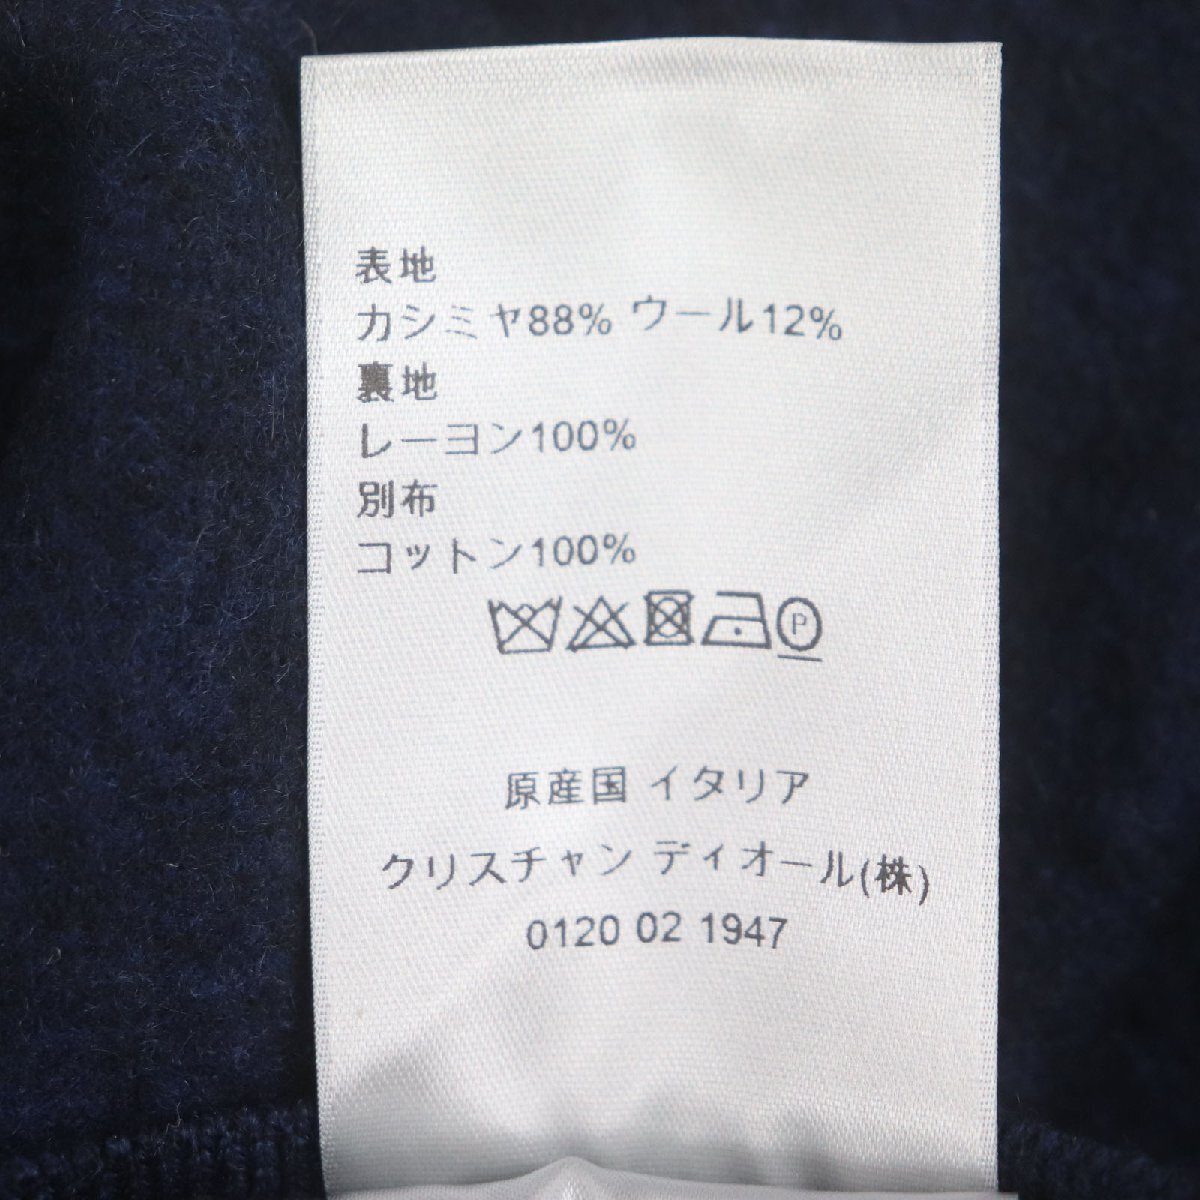 表地
カシミヤ88% ウール12%
裏地
レーヨン100%
別布
コットン100%
P
原産国 イタリア
クリスチャン ディオール(株)
0120 02 1947